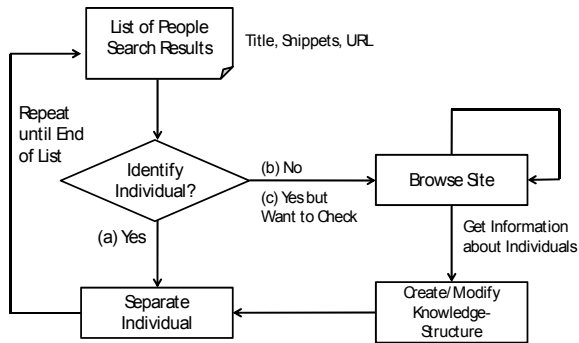 List of People
Search Results
Title, Snippets, URL
Repeat
until End
of List
Identify
Individual?
(b) No
(c) Yes but
Want to Check
Browse Site
(a) Yes
Get Information
about Individuals
Separate
Individual
Create/Modify
Knowledge-
Structure